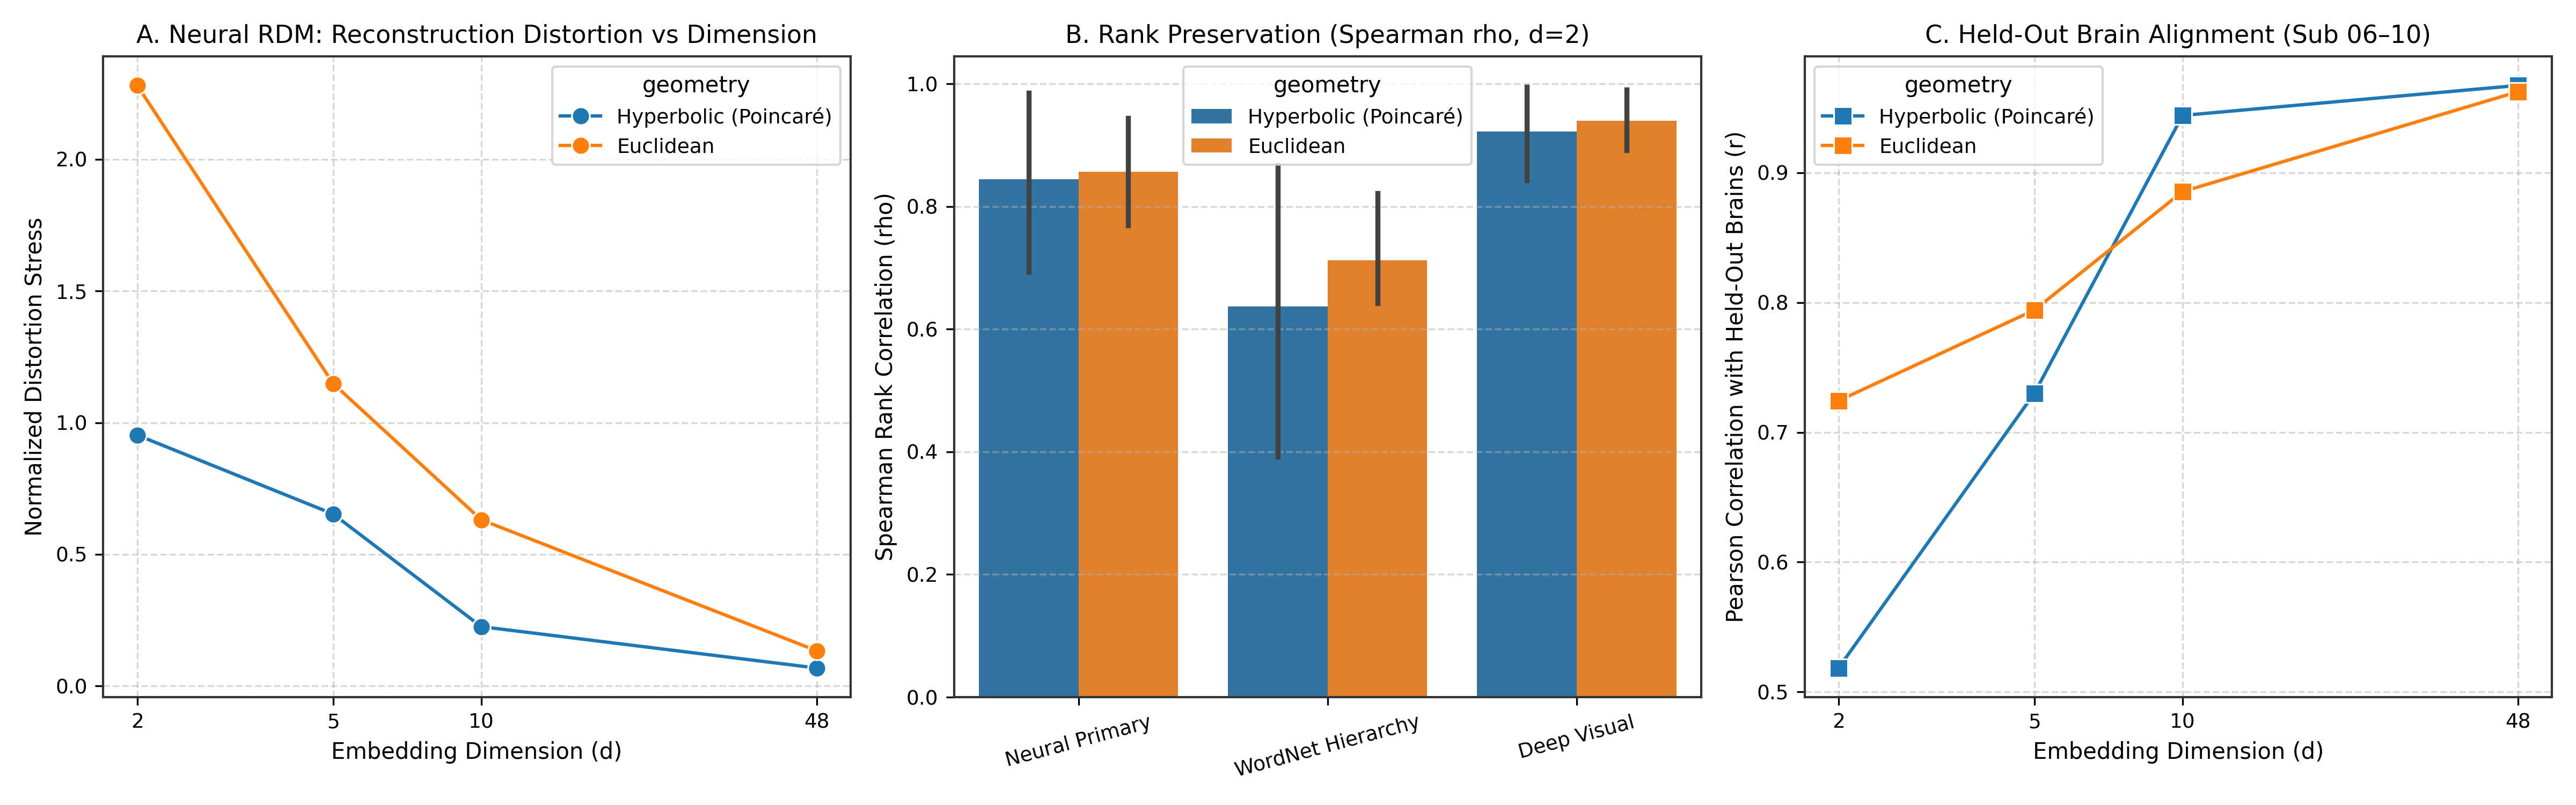 A. Neural RDM: Reconstruction Distortion vs Dimension
geometry
Hyperbolic (Poincaré)
Euclidean
Normalized Distortion Stress
2.0
1.5
1.0
0.5
0.0
2 5 10 48
Embedding Dimension (d)
B. Rank Preservation (Spearman rho, d=2)
geometry
Hyperbolic (Poincaré)
Euclidean
Spearman Rank Correlation (rho)
1.0
0.8
0.6
0.4
0.2
0.0
Neural Primary
WordNet Hierarchy
Deep Visual
C. Held-Out Brain Alignment (Sub 06–10)
geometry
Hyperbolic (Poincaré)
Euclidean
Pearson Correlation with Held-Out Brains (r)
0.9
0.8
0.7
0.6
0.5
2 5 10 48
Embedding Dimension (d)